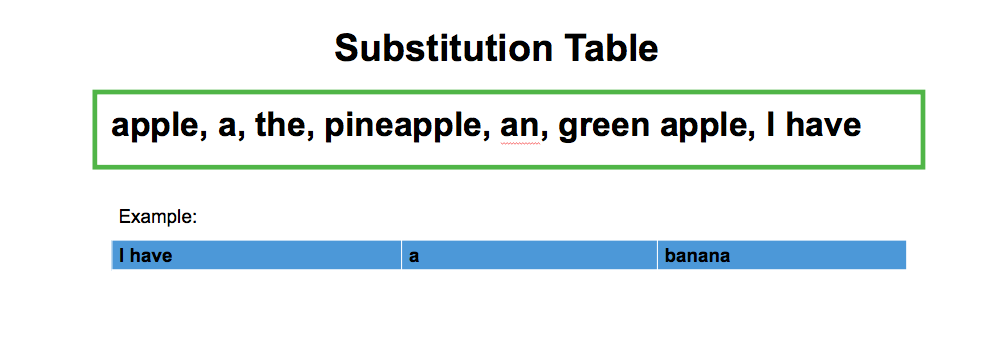 Substitution Table
apple, a, the, pineapple, an, green apple, I have
Example:
I have a banana